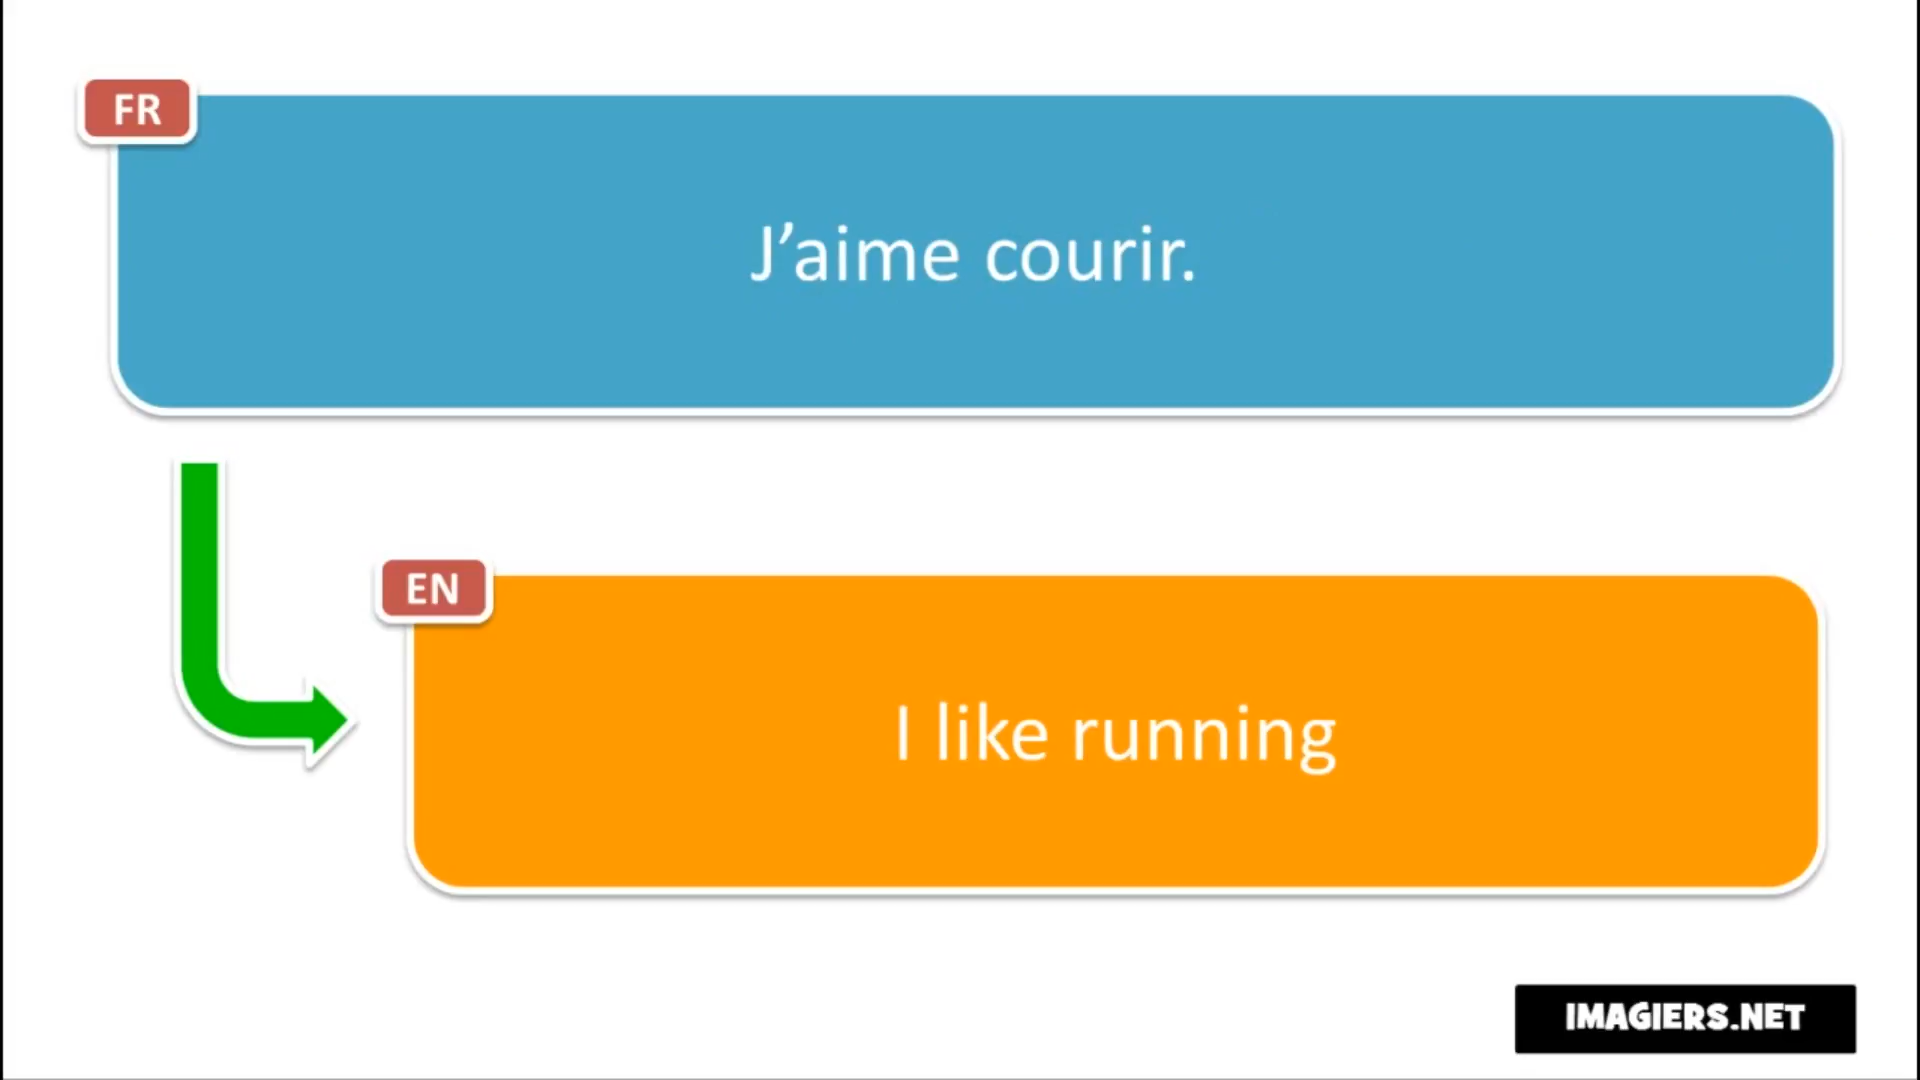 FR
J’aime courir.
EN
I like running
IMAGIERS.NET